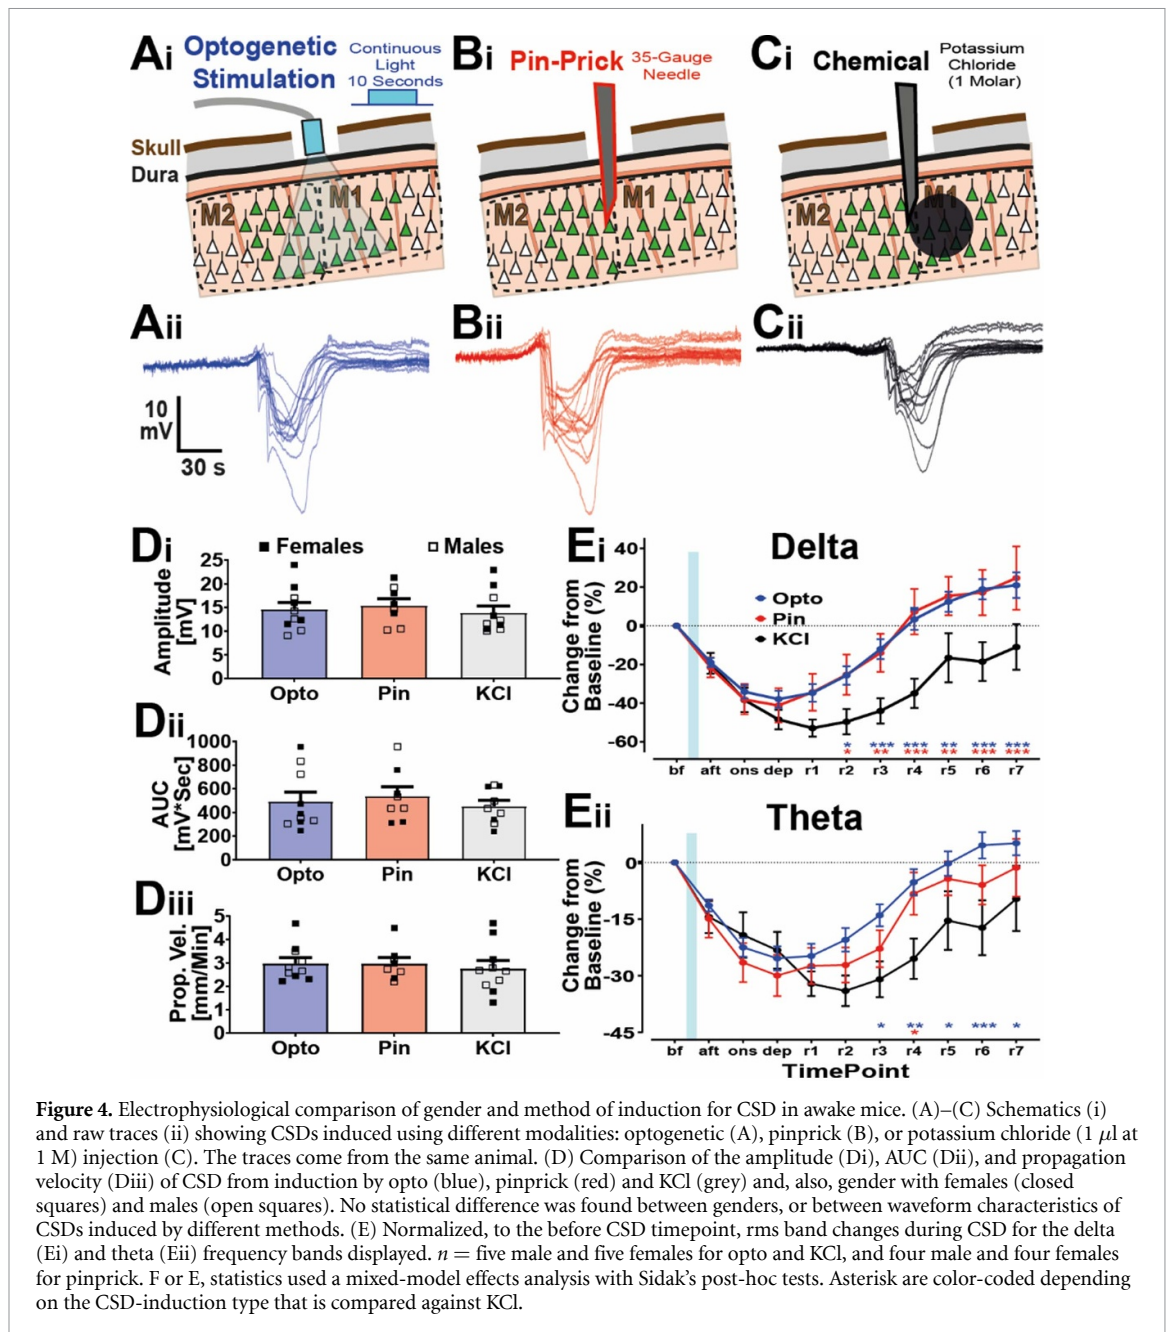 Ai
Optogenetic
Stimulation
Continuous
Light
10 Seconds
Bi
Pin-Prick
35-Gauge
Needle
Ci
Chemical
Potassium
Chloride
(1 Molar)
Skull
Dura
M2
M1
M2
M1
M2
M1
Aii
Bii
Cii
10
mV
30 s
Di
■ Females
□ Males
Amplitude
[mV]
25
20
15
10
5
0
Opto
Pin
KCl
Dii
AUC
[mV*Sec]
1000
800
600
400
200
0
Opto
Pin
KCl
Diii
Prop. Vel.
[mm/Min]
5
4
3
2
1
0
Opto
Pin
KCl
Ei
Delta
Opto
Pin
KCl
Change from
Baseline (%)
40
20
0
-20
-40
-60
* *** *** ** *** ***
* ** *** ** *** ***
bf aft ons dep r1 r2 r3 r4 r5 r6 r7
Eii
Theta
Change from
Baseline (%)
0
-15
-30
-45
* ** * *** *
*
bf aft ons dep r1 r2 r3 r4 r5 r6 r7
TimePoint
Figure 4. Electrophysiological comparison of gender and method of induction for CSD in awake mice. (A)–(C) Schematics (i)
and raw traces (ii) showing CSDs induced using different modalities: optogenetic (A), pinprick (B), or potassium chloride (1 μl at
1 M) injection (C). The traces come from the same animal. (D) Comparison of the amplitude (Di), AUC (Dii), and propagation
velocity (Diii) of CSD from induction by opto (blue), pinprick (red) and KCl (grey) and, also, gender with females (closed
squares) and males (open squares). No statistical difference was found between genders, or between waveform characteristics of
CSDs induced by different methods. (E) Normalized, to the before CSD timepoint, rms band changes during CSD for the delta
(Ei) and theta (Eii) frequency bands displayed. n = five male and five females for opto and KCl, and four male and four females
for pinprick. F or E, statistics used a mixed-model effects analysis with Sidak's post-hoc tests. Asterisk are color-coded depending
on the CSD-induction type that is compared against KCl.